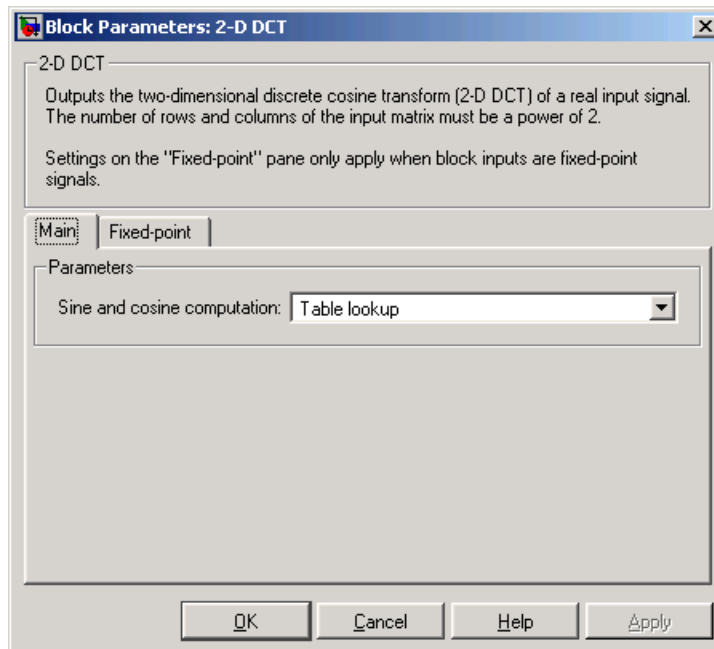 Block Parameters: 2-D DCT
2-D DCT
Outputs the two-dimensional discrete cosine transform (2-D DCT) of a real input signal.
The number of rows and columns of the input matrix must be a power of 2.
Settings on the "Fixed-point" pane only apply when block inputs are fixed-point
signals.
Main Fixed-point
Parameters
Sine and cosine computation: Table lookup
OK Cancel Help Apply